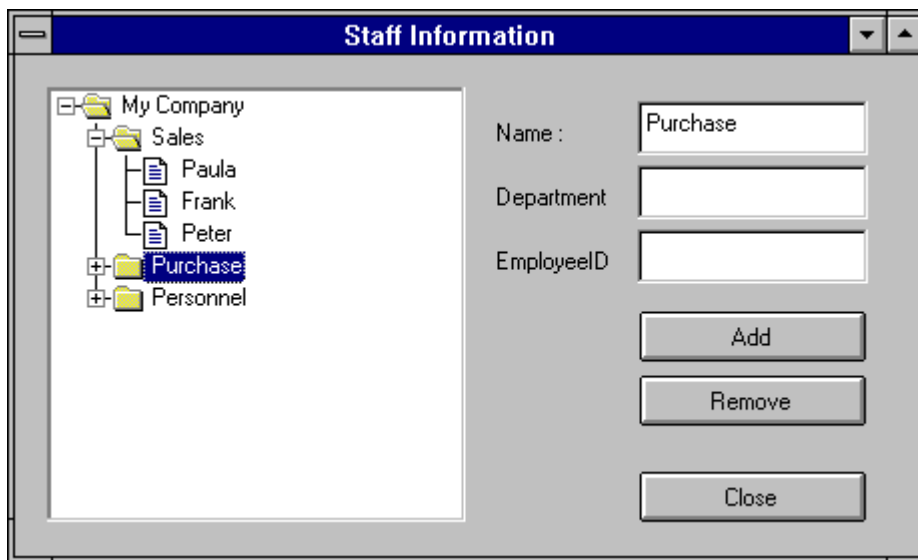 Staff Information
My Company
Sales
Paula
Frank
Peter
Purchase
Personnel
Name :
Purchase
Department
EmployeeID
Add
Remove
Close